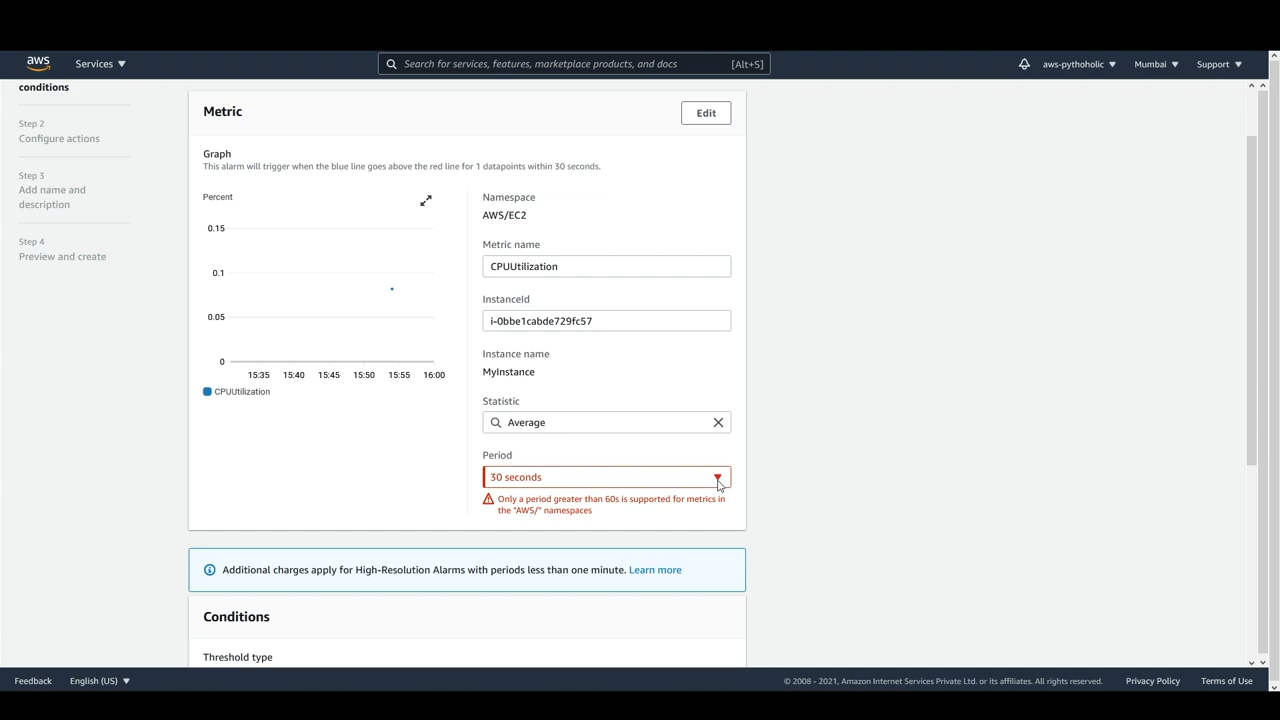 aws
Services
Search for services, features, marketplace products, and docs
[Alt+S]
aws-pythoholic
Mumbai
Support
conditions
Step 2
Configure actions
Step 3
Add name and
description
Step 4
Preview and create
Metric
Edit
Graph
This alarm will trigger when the blue line goes above the red line for 1 datapoints within 30 seconds.
Percent
0.15
0.1
0.05
0
15:35 15:40 15:45 15:50 15:55 16:00
CPUUtilization
Namespace
AWS/EC2
Metric name
CPUUtilization
InstanceId
i-0bbe1cabde729fc57
Instance name
MyInstance
Statistic
Average
Period
30 seconds
Only a period greater than 60s is supported for metrics in
the "AWS/" namespaces
Additional charges apply for High-Resolution Alarms with periods less than one minute. Learn more
Conditions
Threshold type
Feedback
English (US)
© 2008 - 2021, Amazon Internet Services Private Ltd. or its affiliates. All rights reserved.
Privacy Policy
Terms of Use